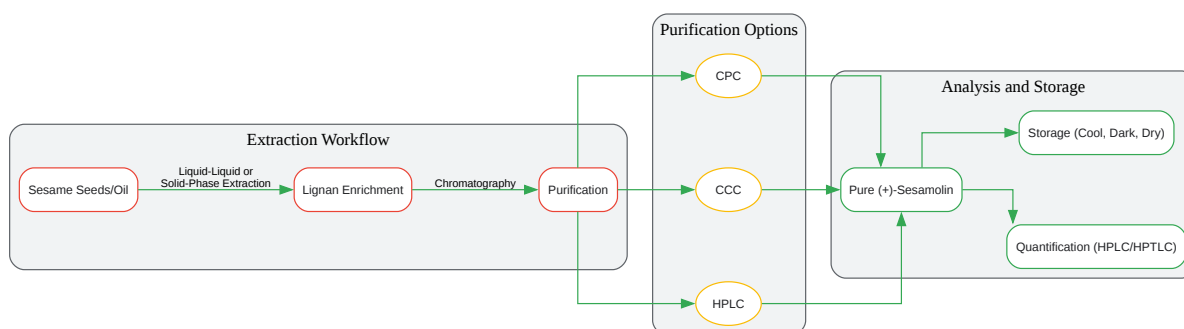 Extraction Workflow
Sesame Seeds/Oil
Liquid-Liquid or
Solid-Phase Extraction
Lignan Enrichment
Chromatography
Purification
Purification Options
CPC
CCC
HPLC
Analysis and Storage
Pure (+)-Sesamolin
Storage (Cool, Dark, Dry)
Quantification (HPLC/HPTLC)